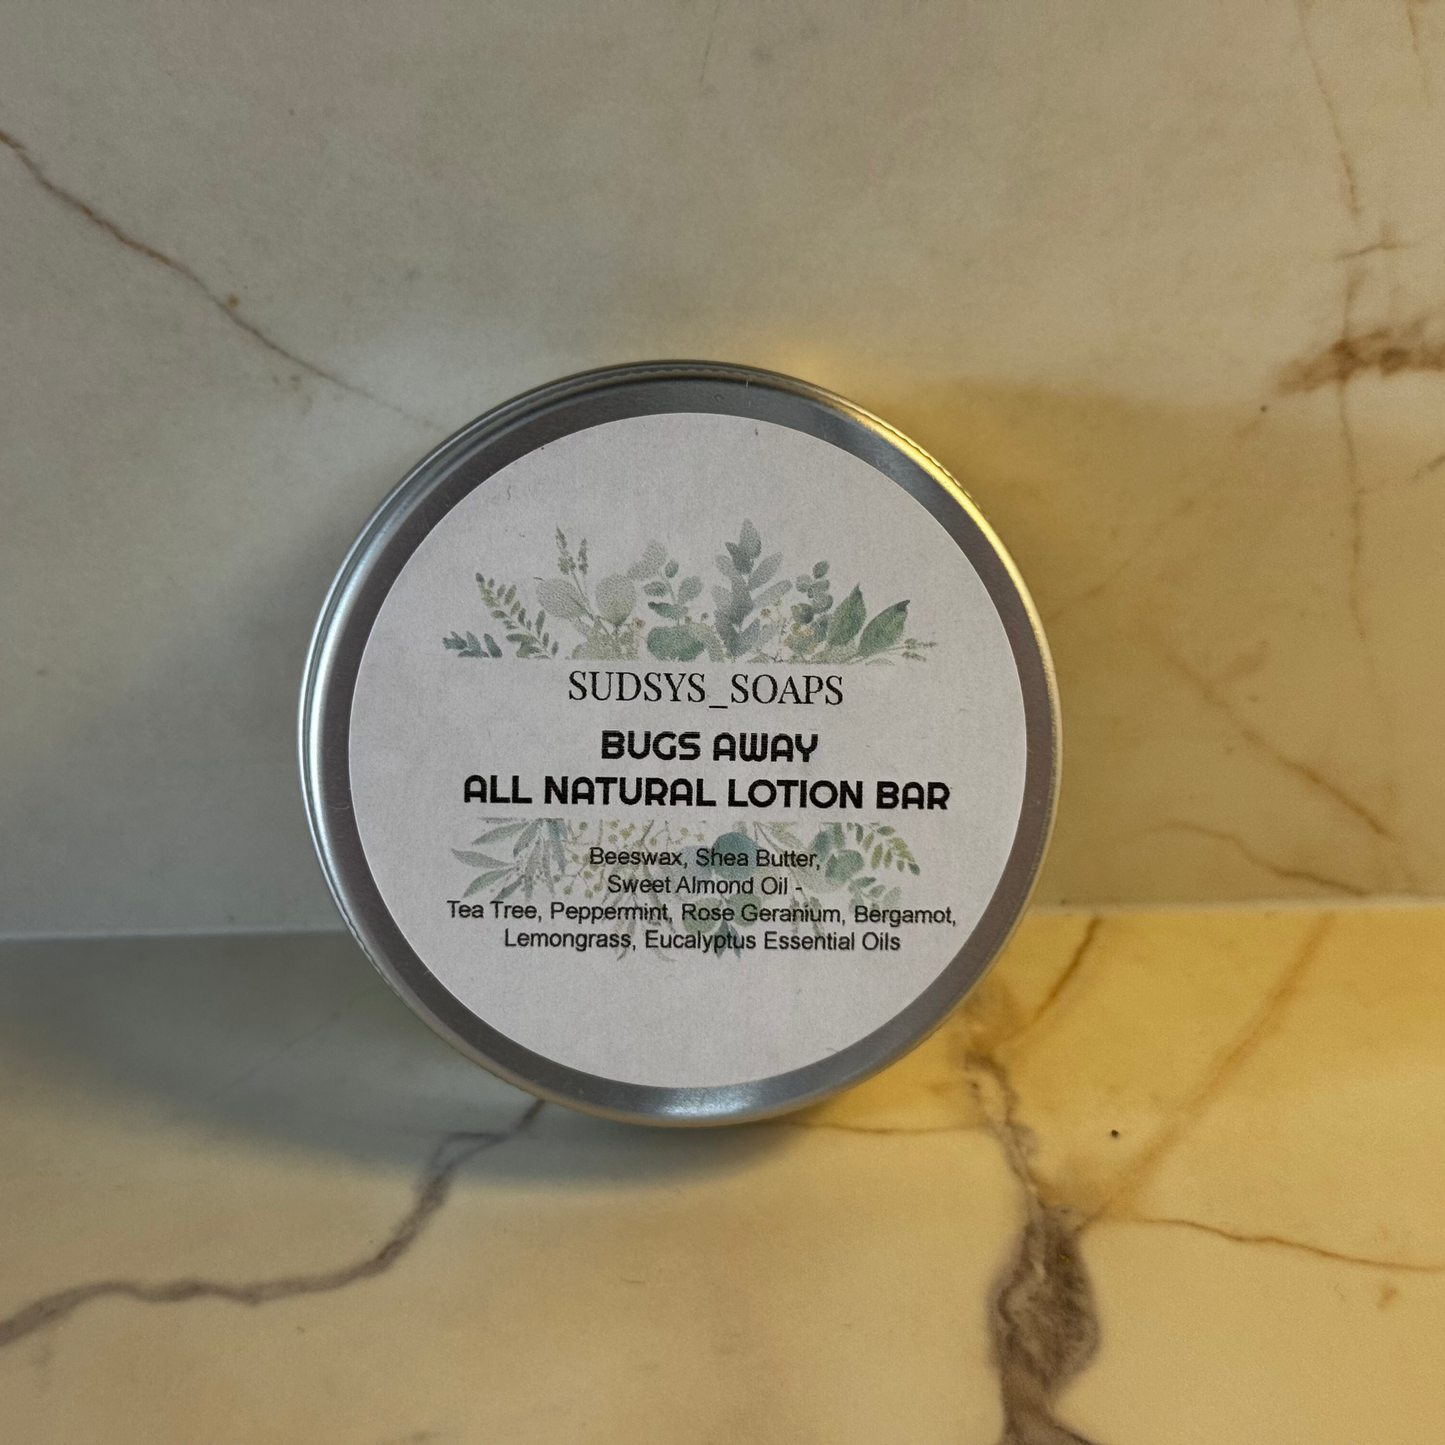 SUDSYS_SOAPS
BUGS AWAY
ALL NATURAL LOTION BAR
Beeswax, Shea Butter,
Sweet Almond Oil -
Tea Tree, Peppermint, Rose Geranium, Bergamot,
Lemongrass, Eucalyptus Essential Oils